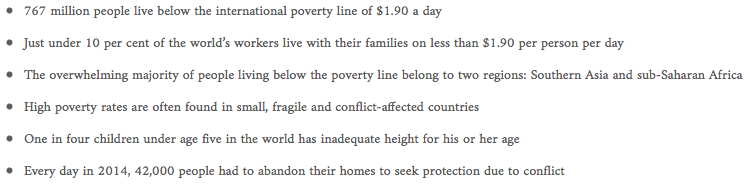 • 767 million people live below the international poverty line of $1.90 a day
• Just under 10 per cent of the world's workers live with their families on less than $1.90 per person per day
• The overwhelming majority of people living below the poverty line belong to two regions: Southern Asia and sub-Saharan Africa
• High poverty rates are often found in small, fragile and conflict-affected countries
• One in four children under age five in the world has inadequate height for his or her age
• Every day in 2014, 42,000 people had to abandon their homes to seek protection due to conflict